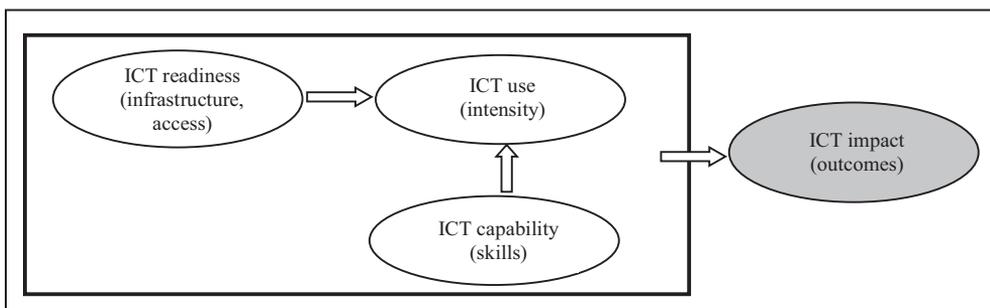 ICT readiness
(infrastructure,
access)
ICT use
(intensity)
ICT impact
(outcomes)
ICT capability
(skills)